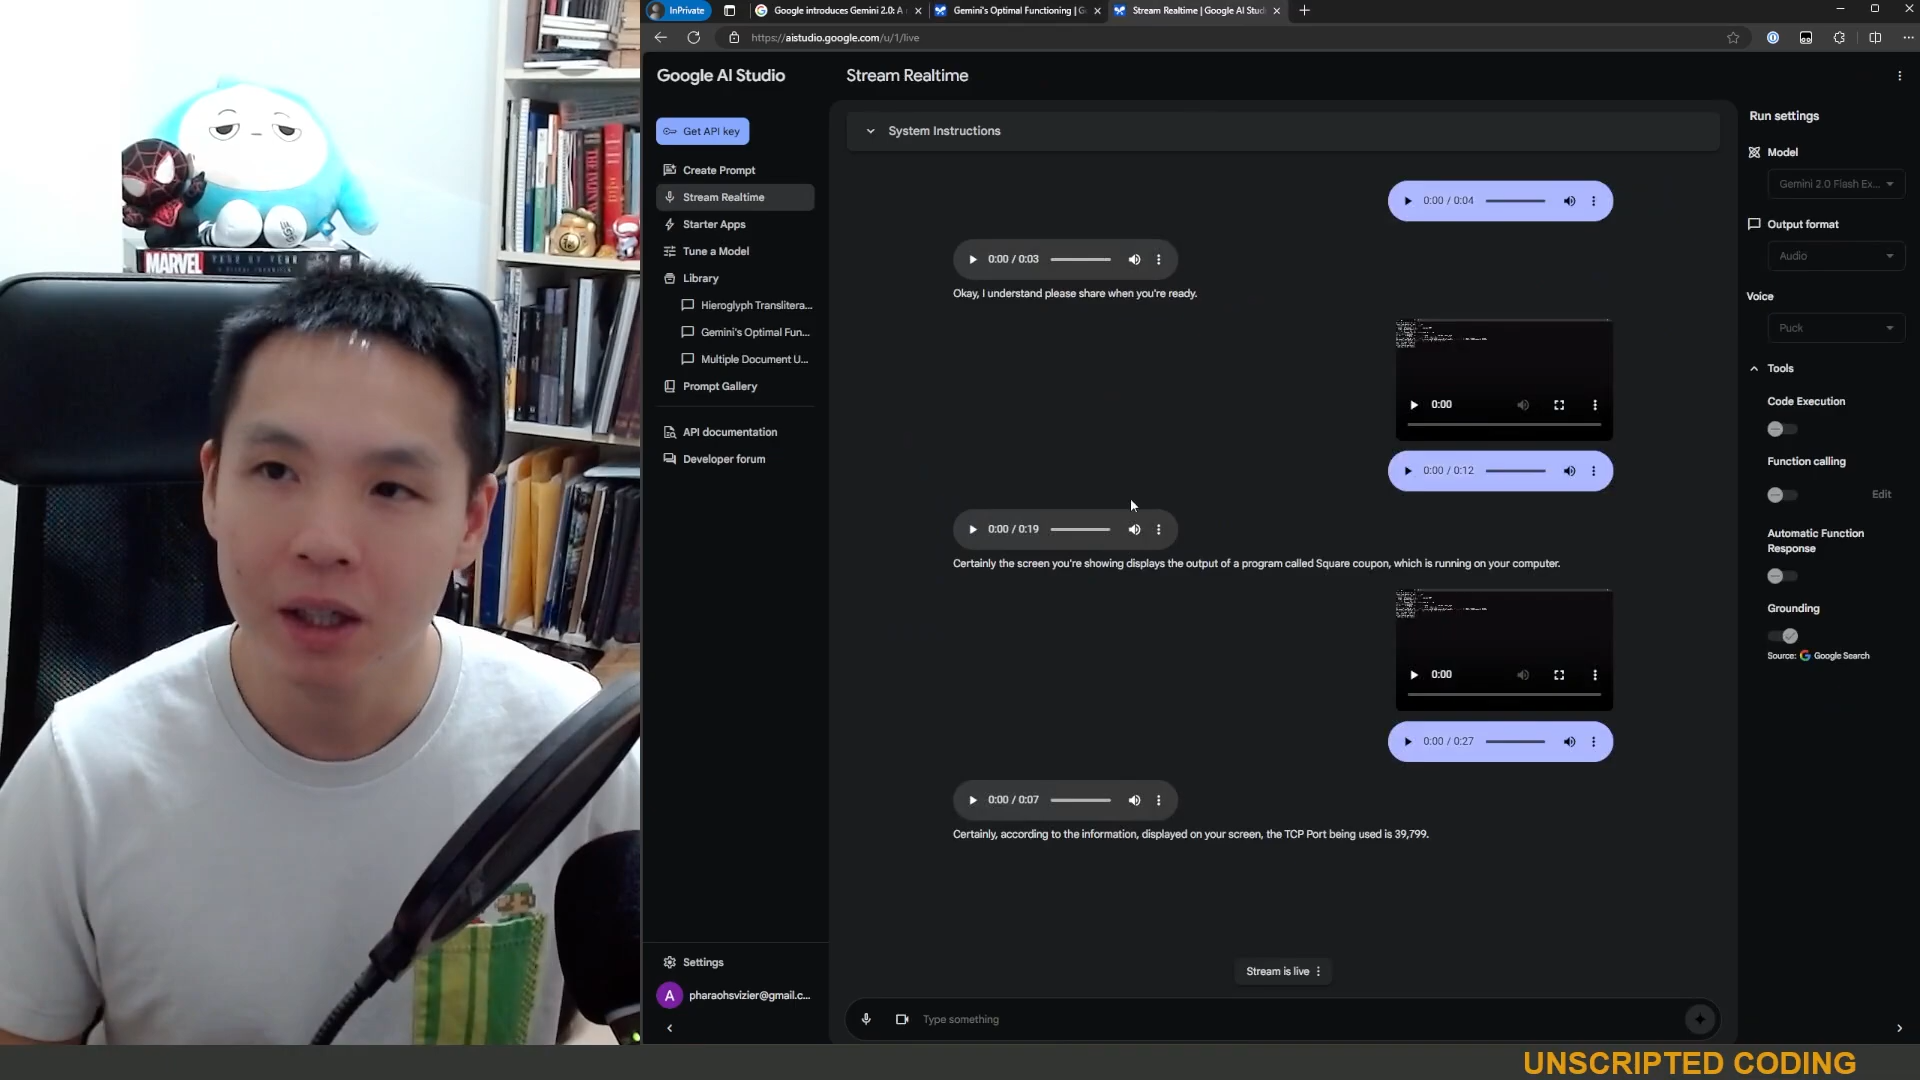 InPrivate
Google introduces Gemini 2.0: A
Gemini's Optimal Functioning | G
Stream Realtime | Google AI Stud
https://aistudio.google.com/u/1/live
Google AI Studio
Stream Realtime
Get API key
System Instructions
Run settings
Create Prompt
Stream Realtime
Starter Apps
Tune a Model
Library
Hieroglyph Translitera...
Gemini's Optimal Fun...
Multiple Document U...
Prompt Gallery
API documentation
Developer forum
Settings
A
pharaohsvizier@gmail.c...
0:00 / 0:04
0:00 / 0:03
Okay, I understand please share when you're ready.
0:00
0:00 / 0:12
0:00 / 0:19
Certainly the screen you're showing displays the output of a program called Square coupon, which is running on your computer.
0:00
0:00 / 0:27
0:00 / 0:07
Certainly, according to the information, displayed on your screen, the TCP Port being used is 39,799.
Stream is live
Type something
Model
Gemini 2.0 Flash Ex...
Output format
Audio
Voice
Puck
Tools
Code Execution
Function calling
Edit
Automatic Function
Response
Grounding
Source: Google Search
MARVEL YEAR BY YEAR
UNSCRIPTED CODING